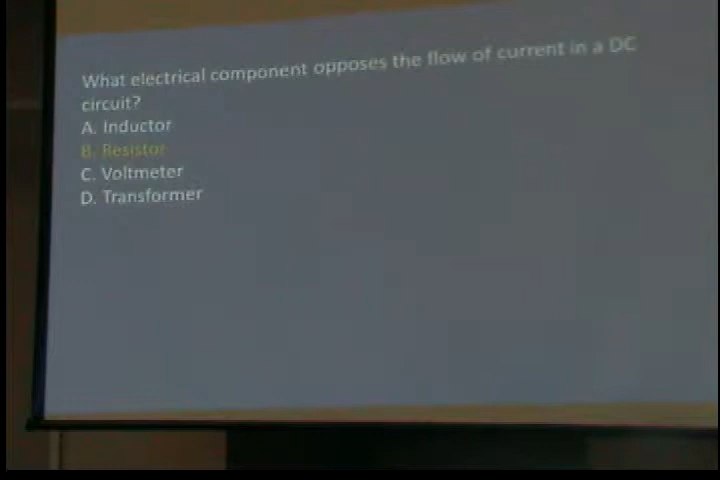 What electrical component opposes the flow of current in a DC
circuit?
A. Inductor
B. Resistor
C. Voltmeter
D. Transformer